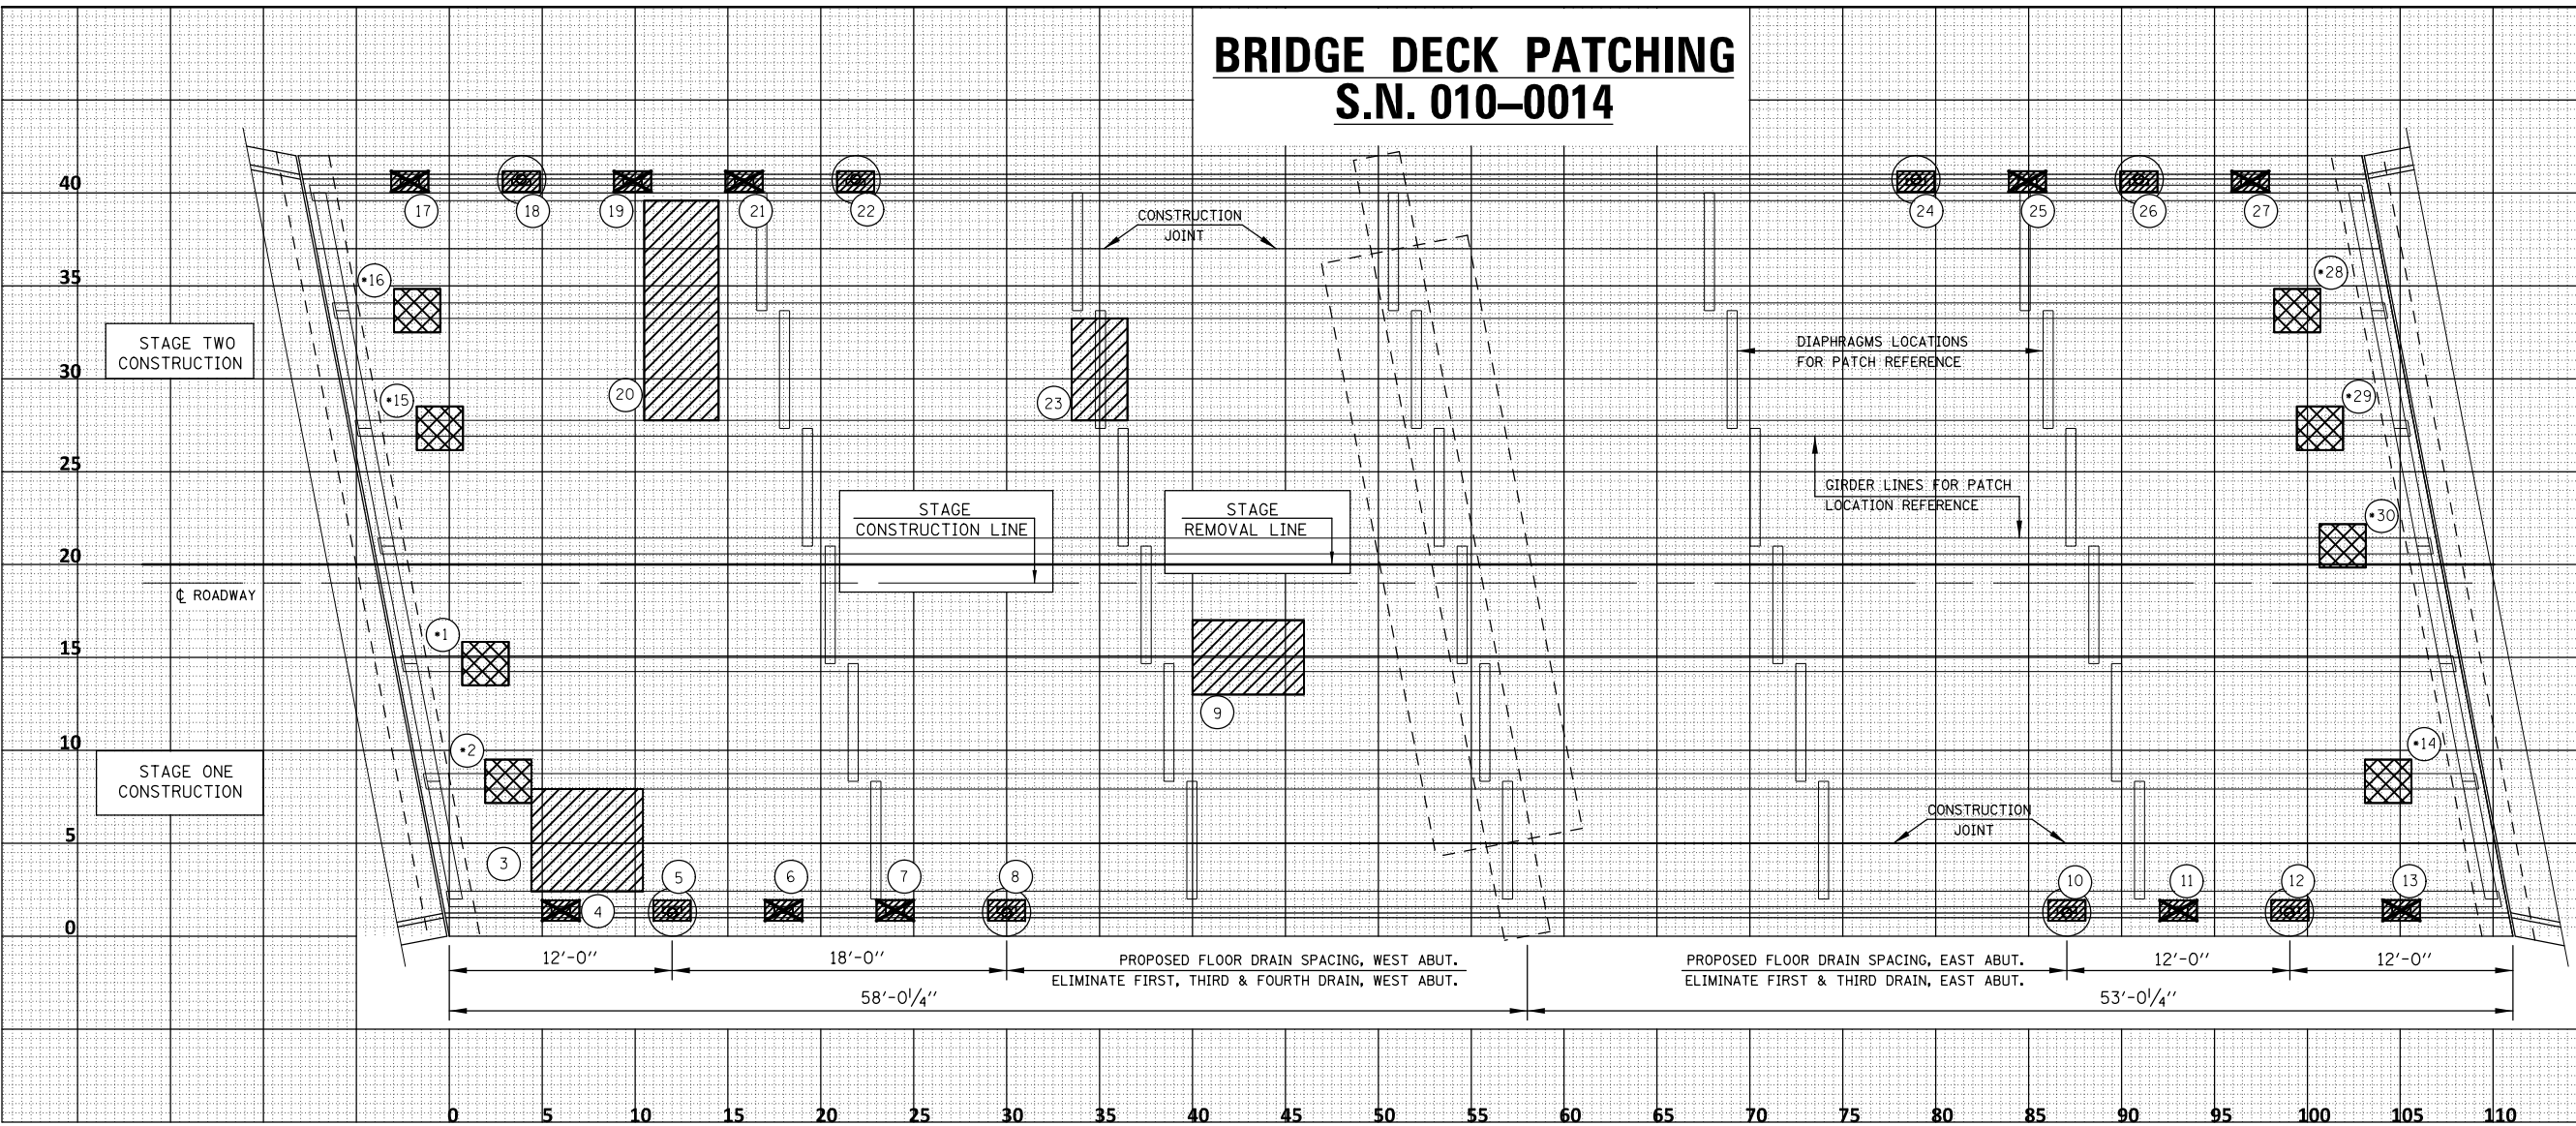 BRIDGE DECK PATCHING
S.N. 010–0014
40
17
18
19
21
22
24
25
26
27
CONSTRUCTION
JOINT
*16
*28
35
STAGE TWO
CONSTRUCTION
DIAPHRAGMS LOCATIONS
FOR PATCH REFERENCE
30
*15
20
23
*29
25
GIRDER LINES FOR PATCH
LOCATION REFERENCE
STAGE
CONSTRUCTION LINE
STAGE
REMOVAL LINE
*30
20
℄ ROADWAY
*1
15
9
10
*2
*14
STAGE ONE
CONSTRUCTION
CONSTRUCTION
JOINT
5
3
5
6
7
8
10
11
12
13
4
0
12'-0"
18'-0"
PROPOSED FLOOR DRAIN SPACING, WEST ABUT.
ELIMINATE FIRST, THIRD & FOURTH DRAIN, WEST ABUT.
PROPOSED FLOOR DRAIN SPACING, EAST ABUT.
ELIMINATE FIRST & THIRD DRAIN, EAST ABUT.
12'-0"
12'-0"
58'-0¼"
53'-0¼"
0 5 10 15 20 25 30 35 40 45 50 55 60 65 70 75 80 85 90 95 100 105 110